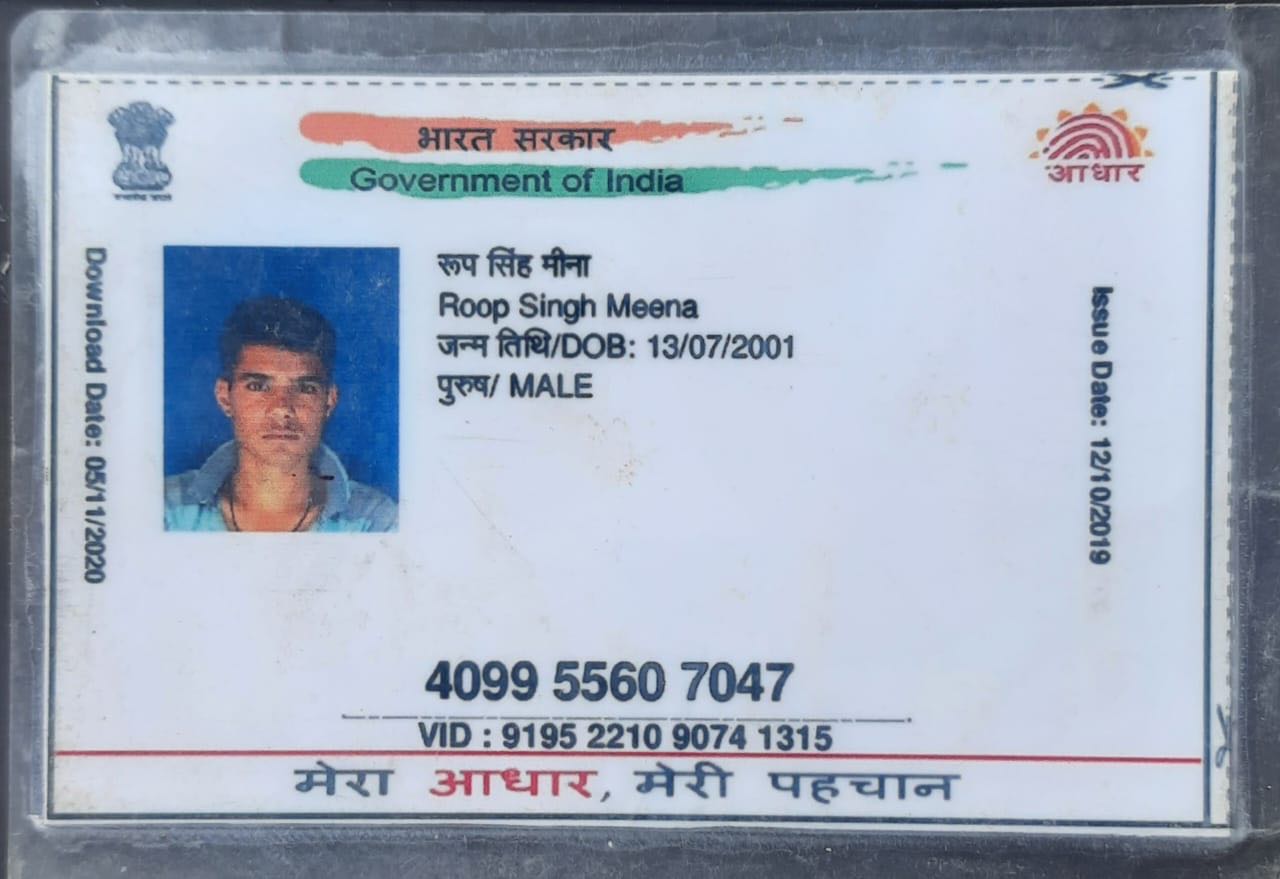 भारत सरकार
Government of India
आधार
Download Date: 05/11/2020
रूप सिंह मीना
Roop Singh Meena
जन्म तिथि/DOB: 13/07/2001
पुरुष/ MALE
Issue Date: 12/10/2019
4099 5560 7047
VID : 9195 2210 9074 1315
मेरा आधार, मेरी पहचान